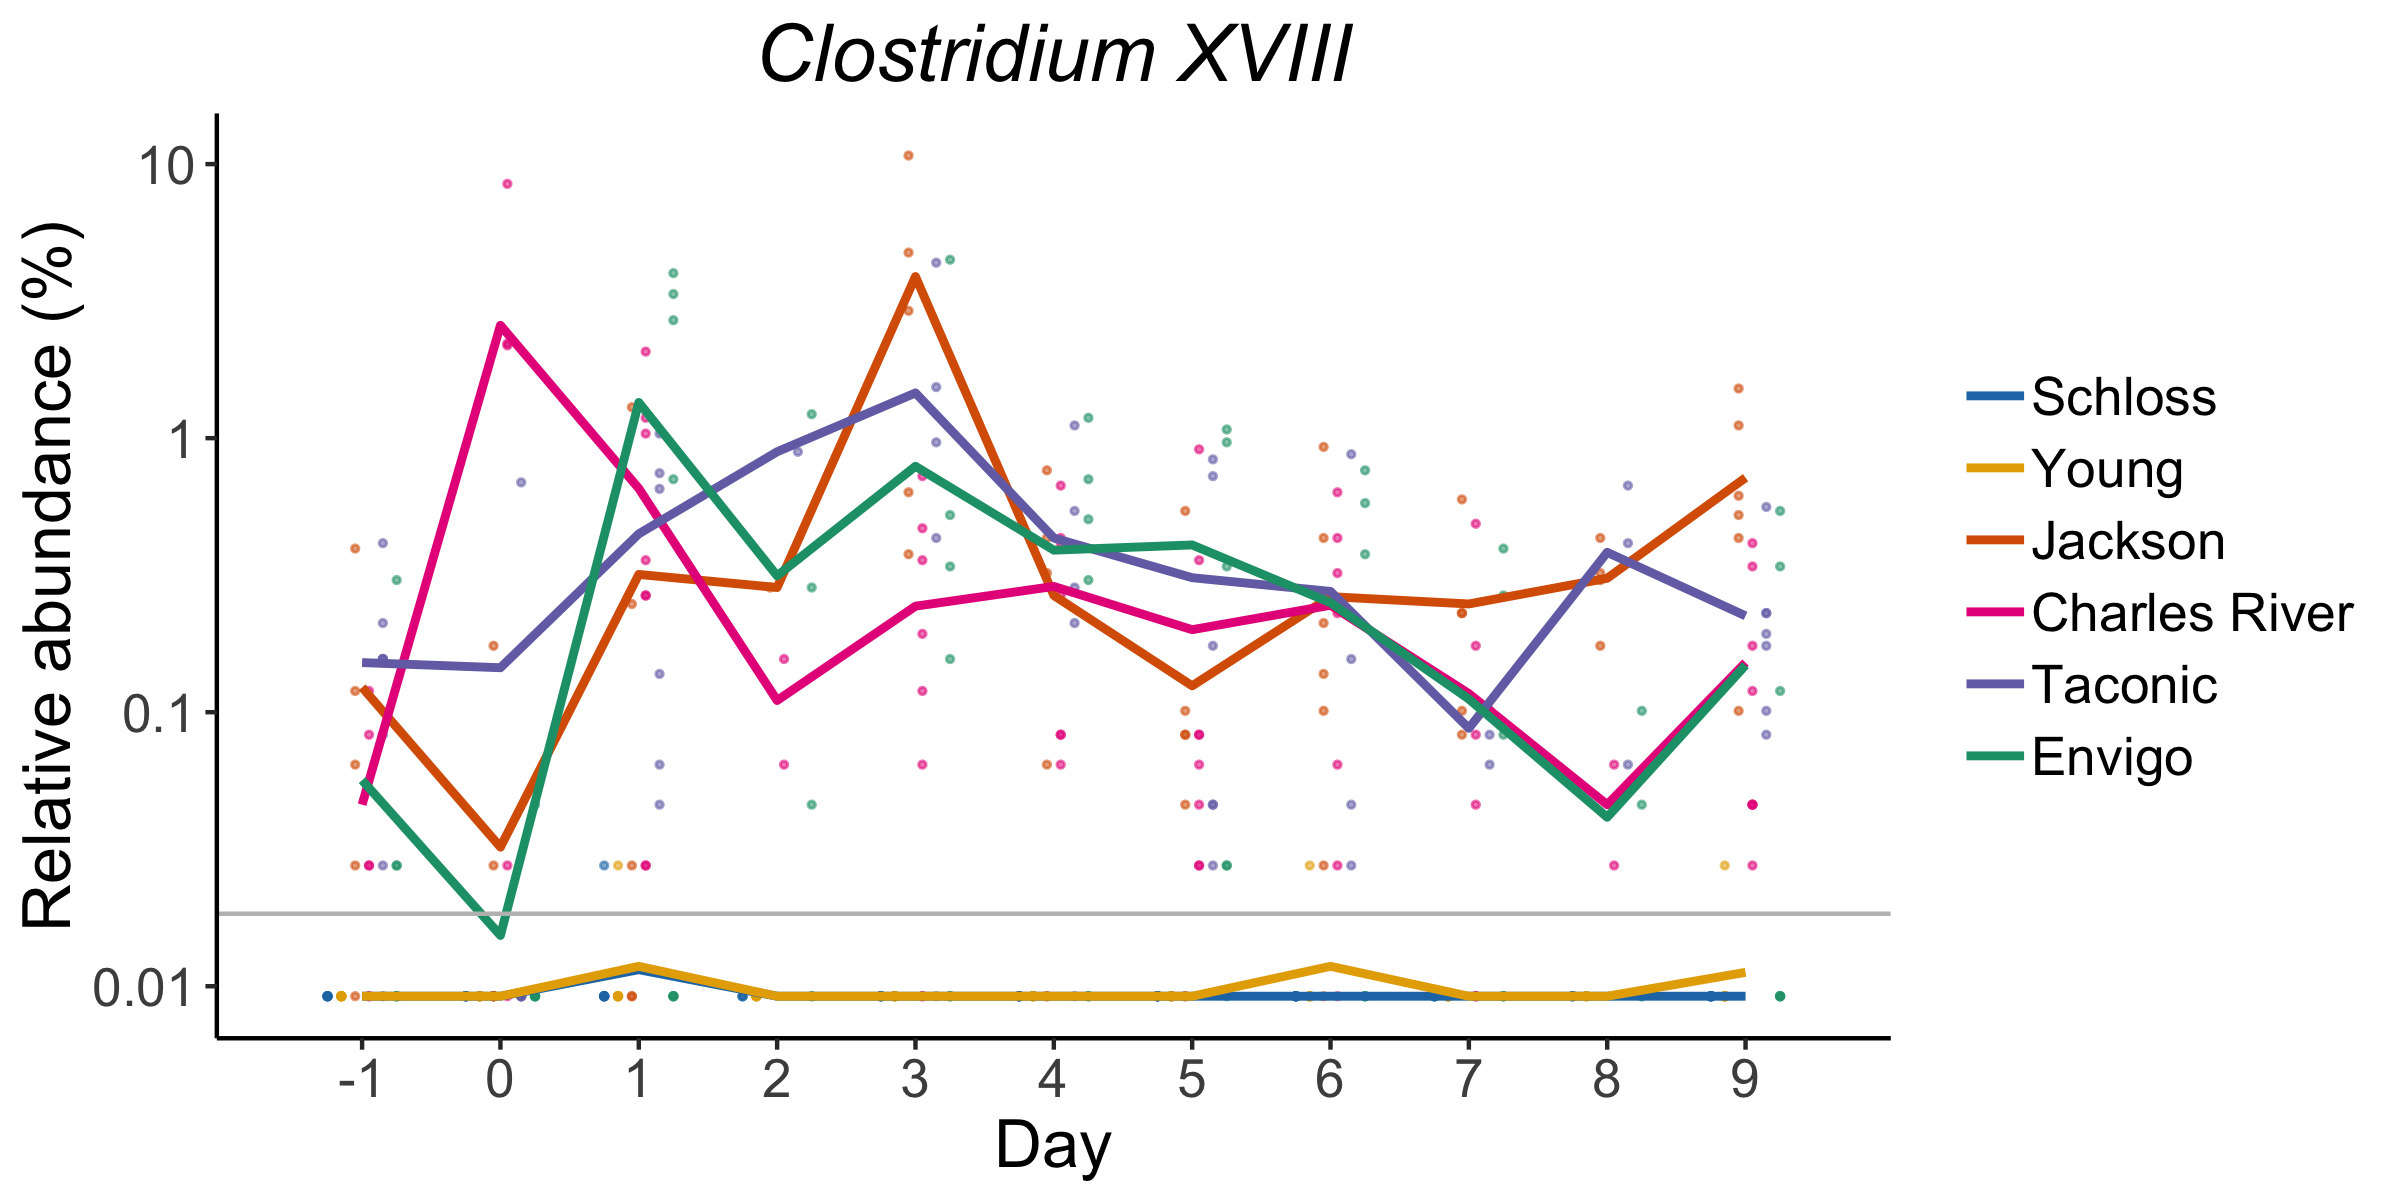 Clostridium XVIII
Relative abundance (%)
10
1
0.1
0.01
-1 0 1 2 3 4 5 6 7 8 9
Day
Schloss
Young
Jackson
Charles River
Taconic
Envigo